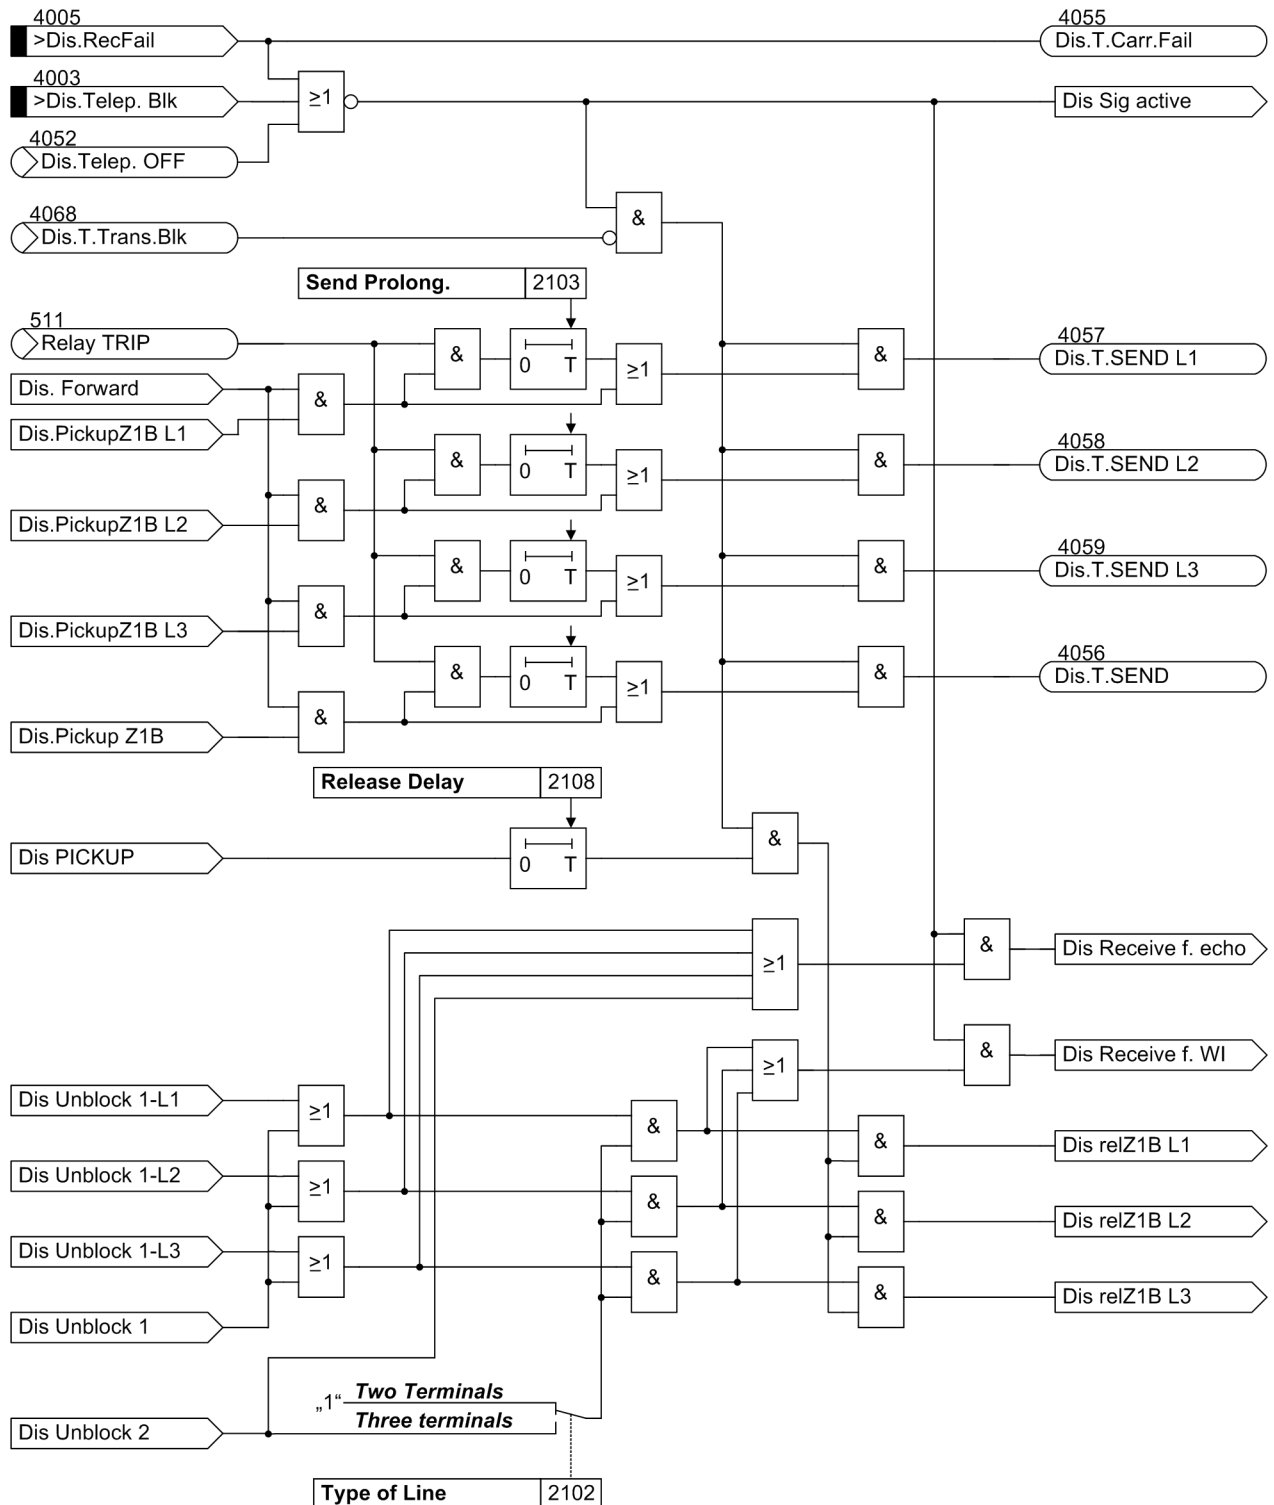 4005
>Dis.RecFail
4055
Dis.T.Carr.Fail
4003
>Dis.Telep. Blk
≥1
Dis Sig active
4052
Dis.Telep. OFF
4068
Dis.T.Trans.Blk
&
Send Prolong. 2103
511
Relay TRIP
& 0 T ≥1 &
4057
Dis.T.SEND L1
Dis. Forward
&
Dis.PickupZ1B L1
& 0 T ≥1 &
4058
Dis.T.SEND L2
&
Dis.PickupZ1B L2
& 0 T ≥1 &
4059
Dis.T.SEND L3
&
Dis.PickupZ1B L3
& 0 T ≥1 &
4056
Dis.T.SEND
&
Dis.Pickup Z1B
Release Delay 2108
Dis PICKUP
0 T
&
≥1
&
Dis Receive f. echo
≥1
&
Dis Receive f. WI
Dis Unblock 1-L1
≥1
&
&
Dis relZ1B L1
Dis Unblock 1-L2
≥1
&
&
Dis relZ1B L2
Dis Unblock 1-L3
≥1
&
&
Dis relZ1B L3
Dis Unblock 1
„1“ Two Terminals
Three terminals
Dis Unblock 2
Type of Line 2102